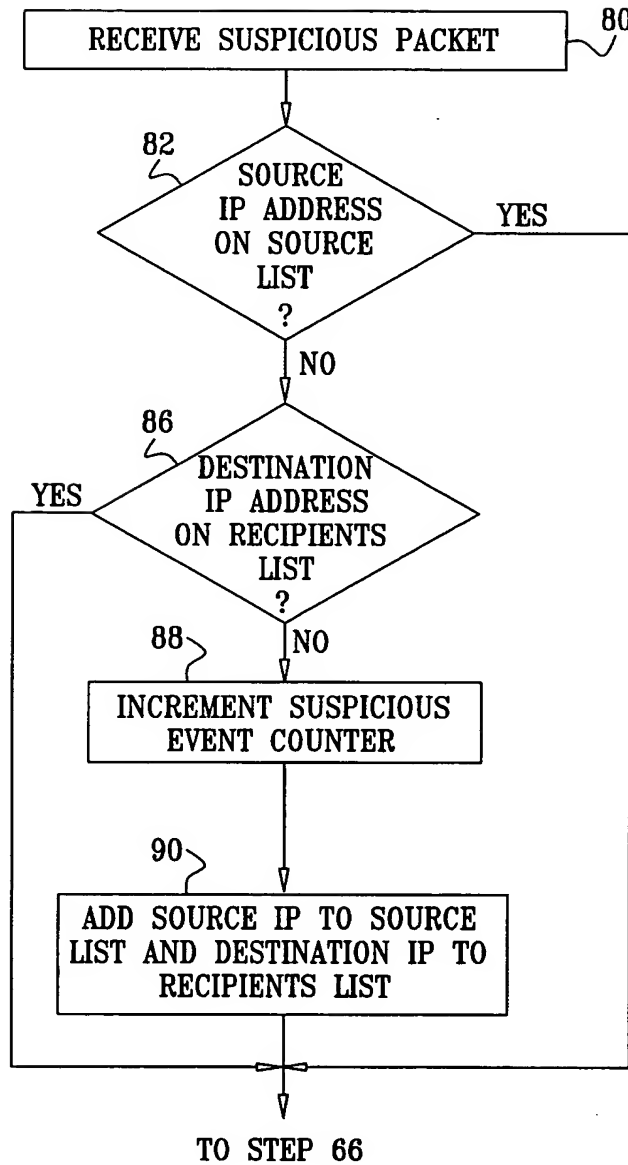 RECEIVE SUSPICIOUS PACKET
80
82
SOURCE
IP ADDRESS
ON SOURCE
LIST
?
YES
NO
86
DESTINATION
IP ADDRESS
ON RECIPIENTS
LIST
?
YES
NO
88
INCREMENT SUSPICIOUS
EVENT COUNTER
90
ADD SOURCE IP TO SOURCE
LIST AND DESTINATION IP TO
RECIPIENTS LIST
TO STEP 66